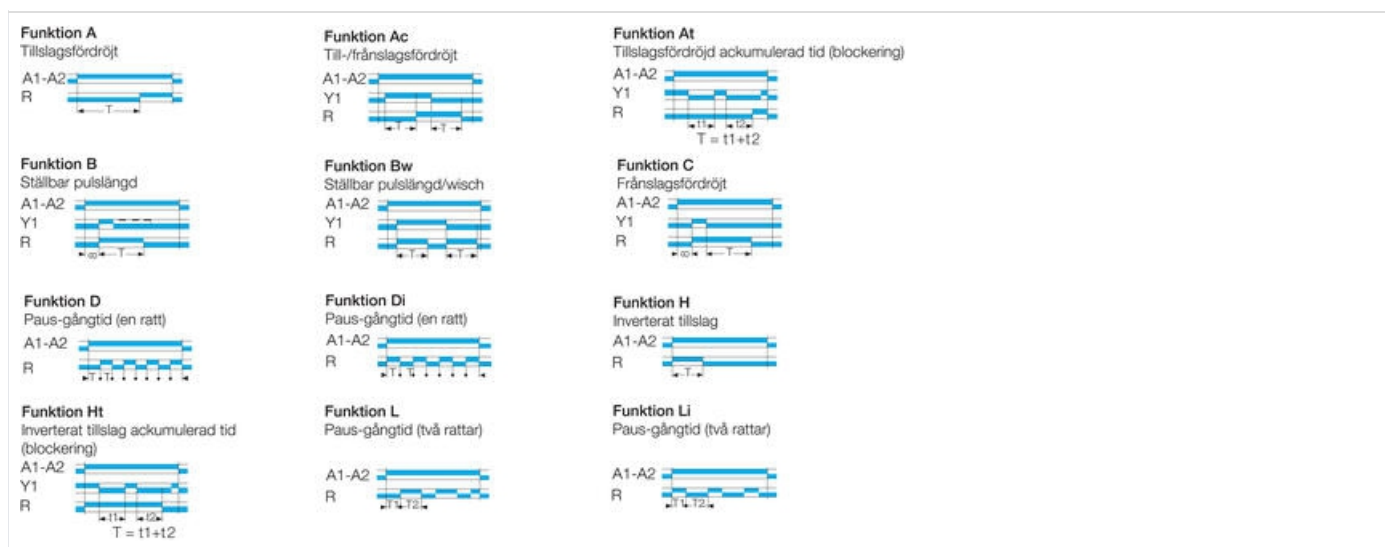 Funktion A
Tillslagsfördröjt
A1-A2
R
T
Funktion Ac
Till-/frånslagsfördröjt
A1-A2
Y1
R
T T
Funktion At
Tillslagsfördröjd ackumulerad tid (blockering)
A1-A2
Y1
R
t1 t2
T = t1+t2
Funktion B
Ställbar pulslängd
A1-A2
Y1
R
∞ T
Funktion Bw
Ställbar pulslängd/wisch
A1-A2
Y1
R
T T
Funktion C
Frånslagsfördröjt
A1-A2
Y1
R
∞ T
Funktion D
Paus-gångtid (en ratt)
A1-A2
R
T T
Funktion Di
Paus-gångtid (en ratt)
A1-A2
R
T T
Funktion H
Inverterat tillslag
A1-A2
R
T
Funktion Ht
Inverterat tillslag ackumulerad tid
(blockering)
A1-A2
Y1
R
t1 t2
T = t1+t2
Funktion L
Paus-gångtid (två rattar)
A1-A2
R
T1 T2
Funktion Li
Paus-gångtid (två rattar)
A1-A2
R
T1 T2